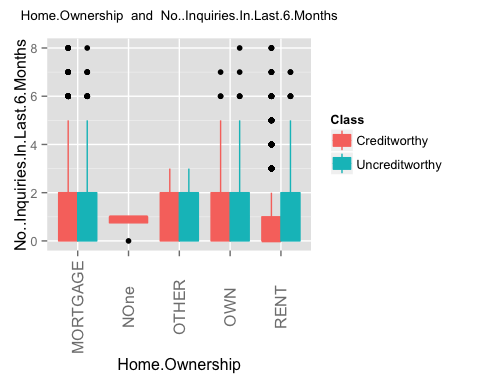 Home.Ownership and No..Inquiries.In.Last.6.Months
No..Inquiries.In.Last.6.Months
8
6
4
2
0
MORTGAGE
NOne
OTHER
OWN
RENT
Home.Ownership
Class
Creditworthy
Uncreditworthy